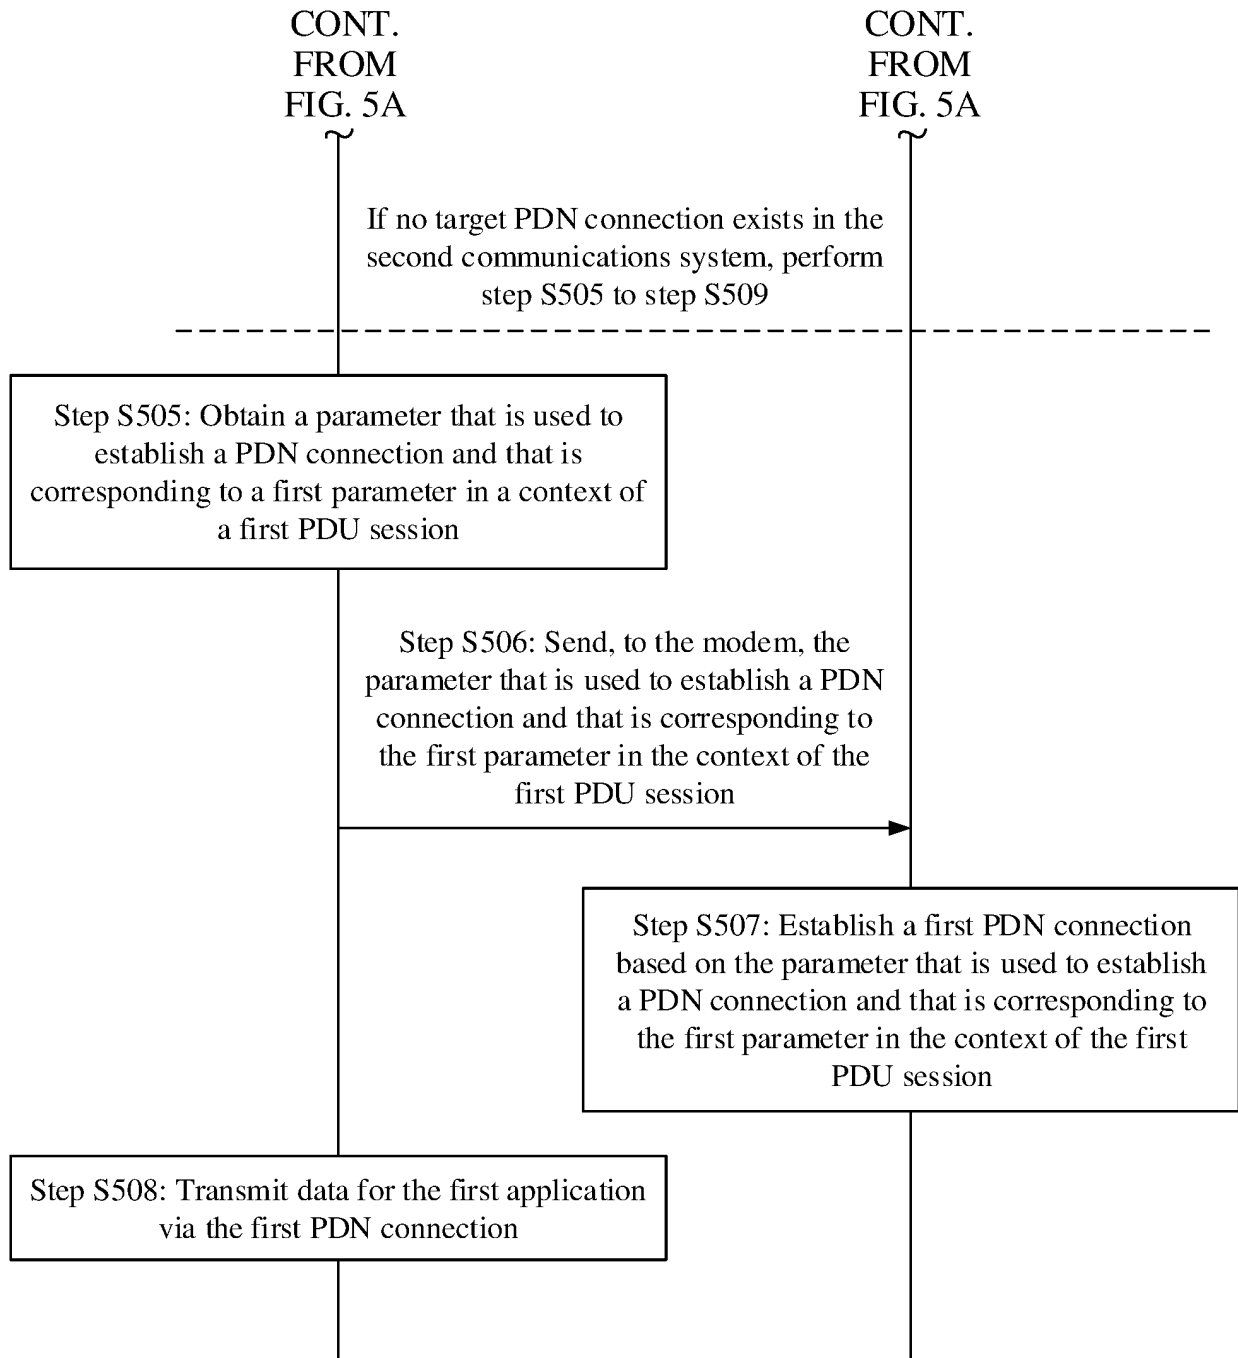 CONT.
FROM
FIG. 5A
CONT.
FROM
FIG. 5A
If no target PDN connection exists in the
second communications system, perform
step S505 to step S509
Step S505: Obtain a parameter that is used to
establish a PDN connection and that is
corresponding to a first parameter in a context of
a first PDU session
Step S506: Send, to the modem, the
parameter that is used to establish a PDN
connection and that is corresponding to
the first parameter in the context of the
first PDU session
Step S507: Establish a first PDN connection
based on the parameter that is used to establish
a PDN connection and that is corresponding to
the first parameter in the context of the first
PDU session
Step S508: Transmit data for the first application
via the first PDN connection